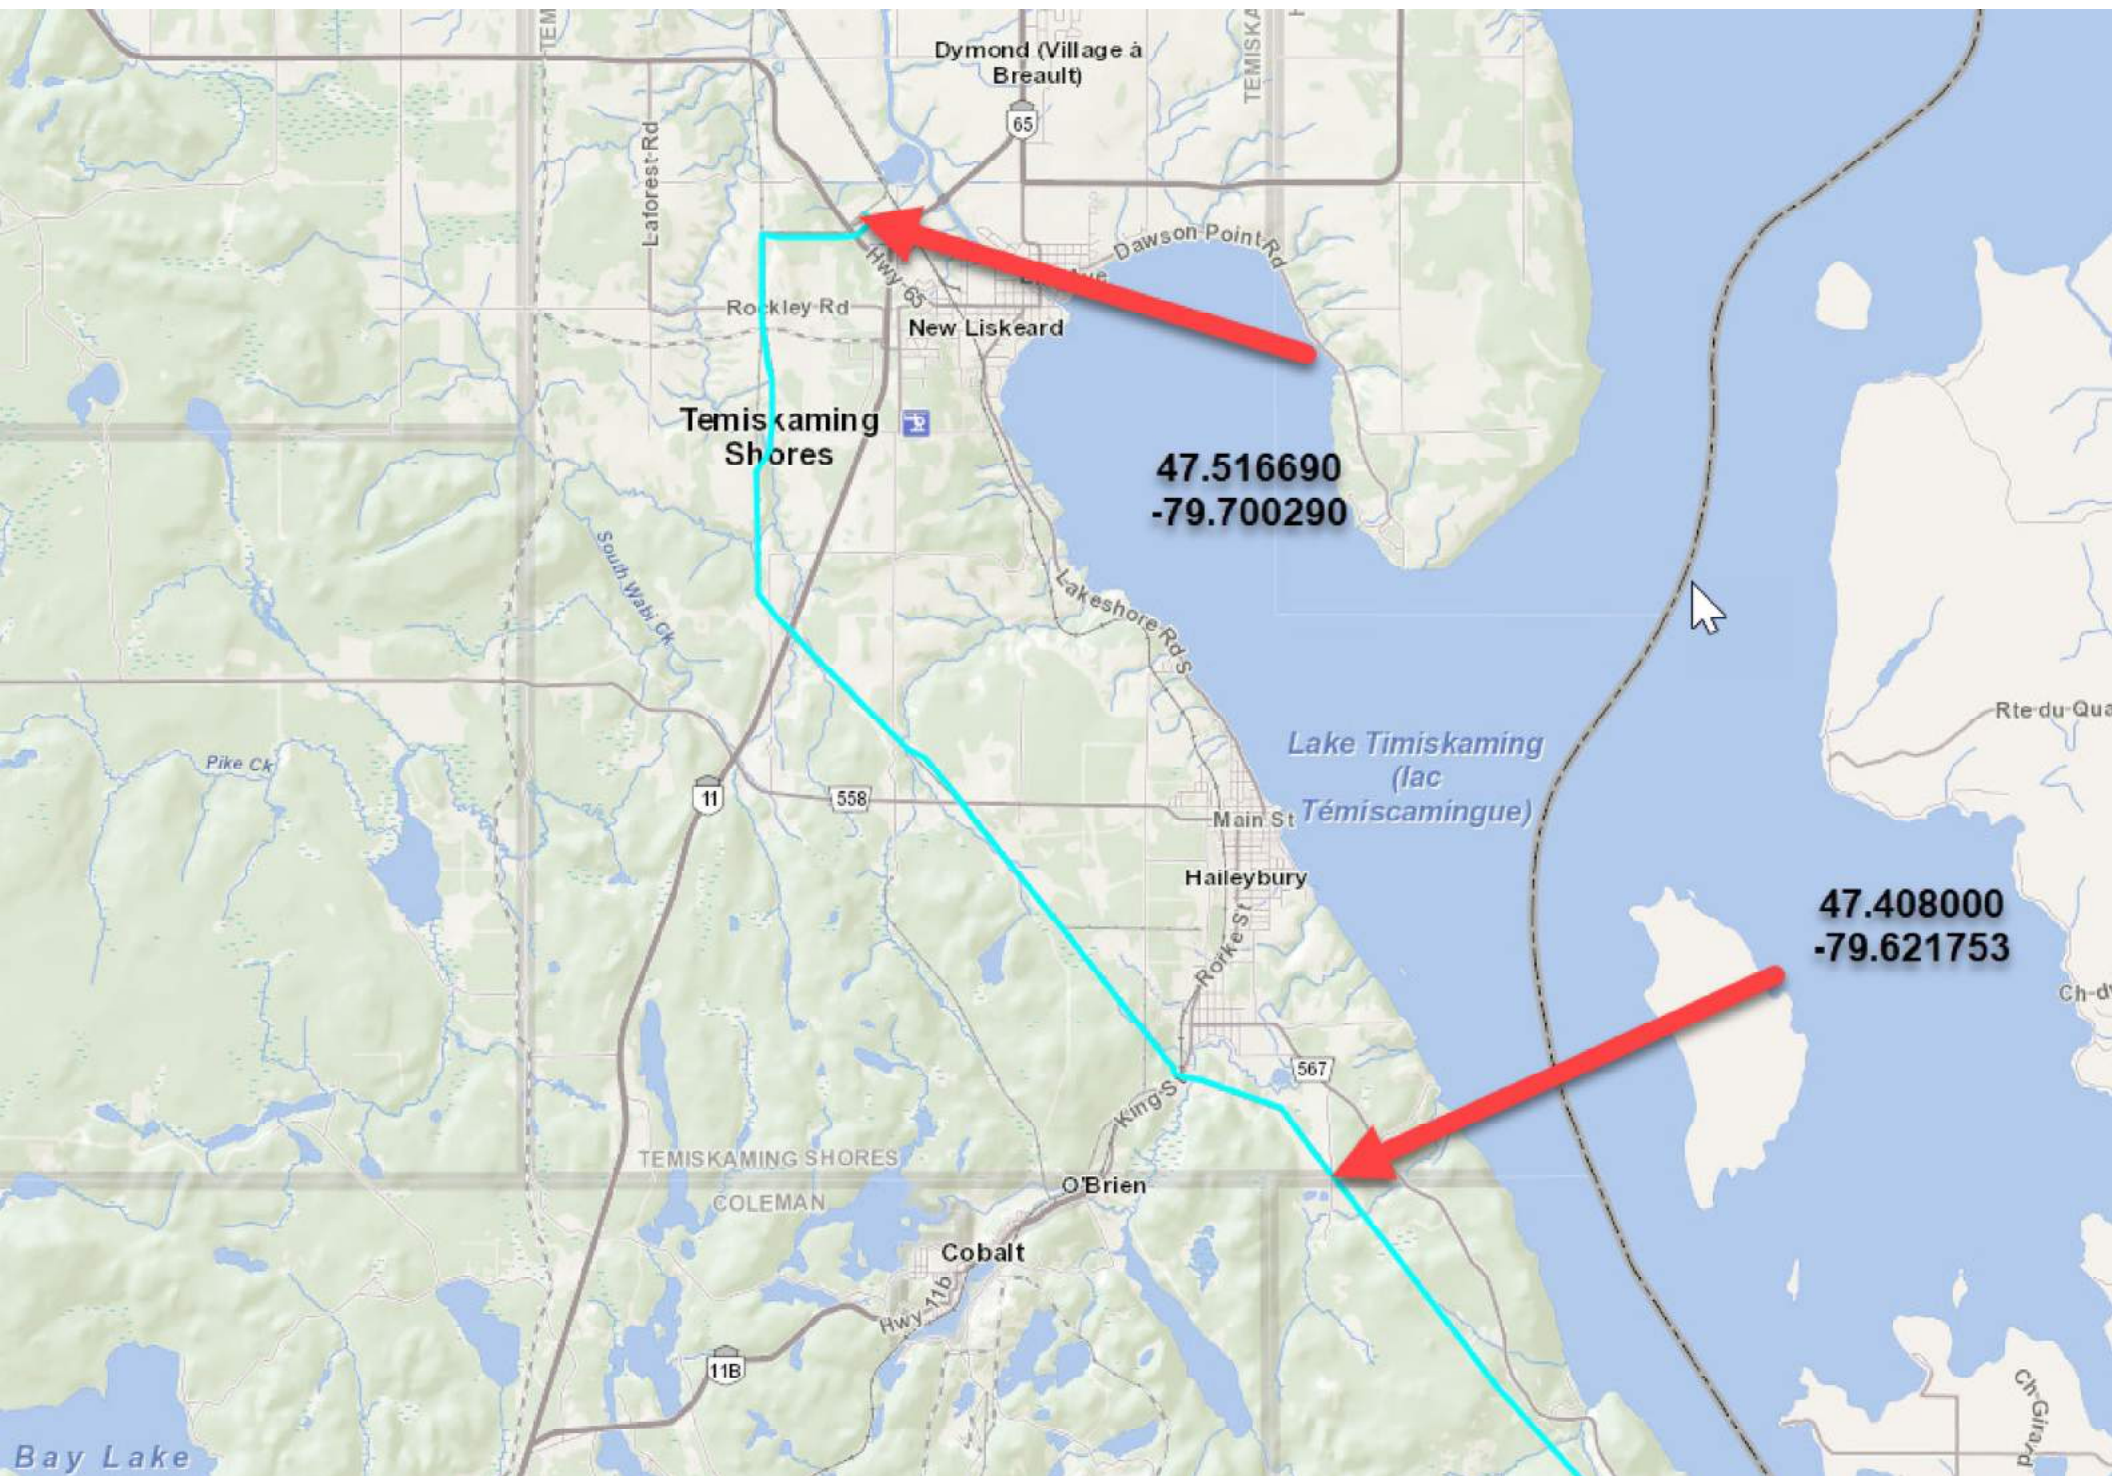 TEM
TEMISKA
Dymond (Village à
Breault)
65
Laforest Rd
Dawson Point Rd
Hwy 65
Rockley Rd
New Liskeard
Temiskaming
Shores
47.516690
-79.700290
South Wabi Ck
Lakeshore Rd S
Rte du Qua
Lake Timiskaming
(lac
Témiscamingue)
Pike Ck
11
558
Main St
Haileybury
47.408000
-79.621753
Rorke St
567
King St
TEMISKAMING SHORES
COLEMAN
O'Brien
Cobalt
Hwy 11b
11B
Ch Girard
Bay Lake